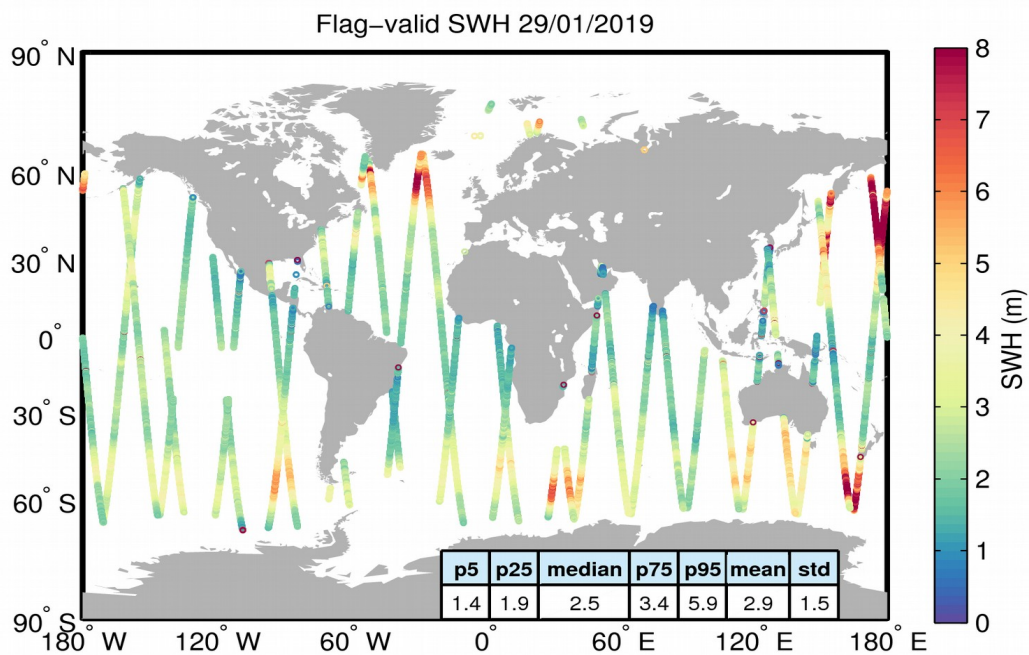 Flag−valid SWH 29/01/2019
90° N
60° N
30° N
0°
30° S
60° S
90° S
180° W
120° W
60° W
0°
60° E
120° E
180° E
8
7
6
5
4
3
2
1
0
SWH (m)
p5 p25 median p75 p95 mean std
1.4 1.9 2.5 3.4 5.9 2.9 1.5